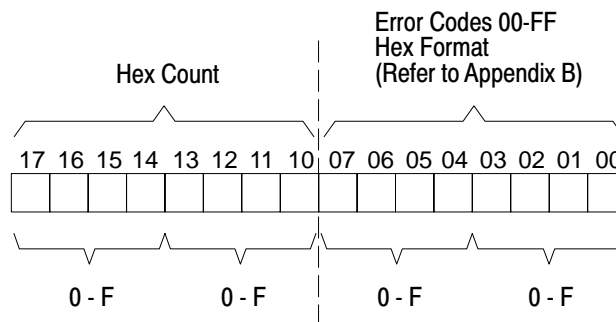 Error Codes 00-FF
Hex Format
(Refer to Appendix B)
Hex Count
17 16 15 14 13 12 11 10 07 06 05 04 03 02 01 00
0 - F 0 - F 0 - F 0 - F